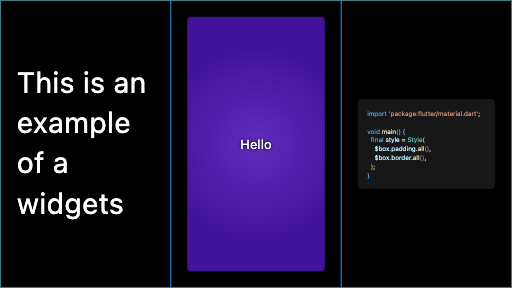 This is an
example
of a
widgets
Hello
import 'package:flutter/material.dart';
void main() {
final style = Style(
$box.padding.all(),
$box.border.all(),
);
}